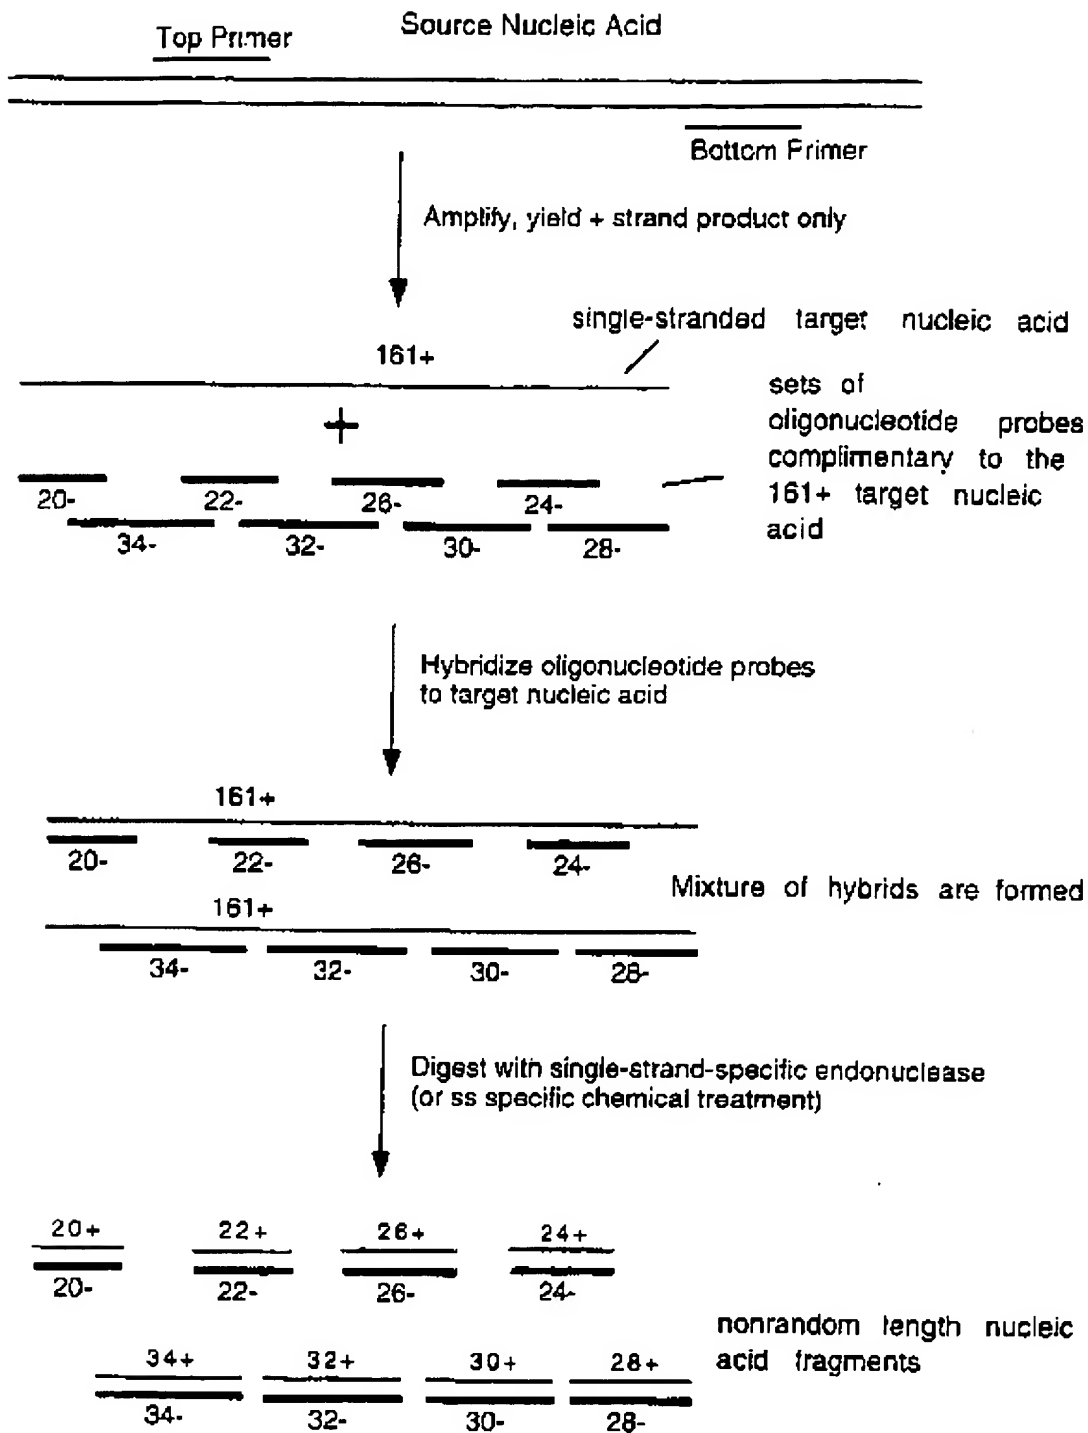 Source Nucleic Acid
Top Primer
Bottom Primer
Amplify, yield + strand product only
single-stranded target nucleic acid
161+
sets of
oligonucleotide probes
complimentary to the
161+ target nucleic
acid
+
20- 22- 26- 24-
34- 32- 30- 28-
Hybridize oligonucleotide probes
to target nucleic acid
161+
20- 22- 26- 24-
Mixture of hybrids are formed
161+
34- 32- 30- 28-
Digest with single-strand-specific endonuclease
(or ss specific chemical treatment)
20+ 22+ 26+ 24+
20- 22- 26- 24-
nonrandom length nucleic
acid fragments
34+ 32+ 30+ 28+
34- 32- 30- 28-